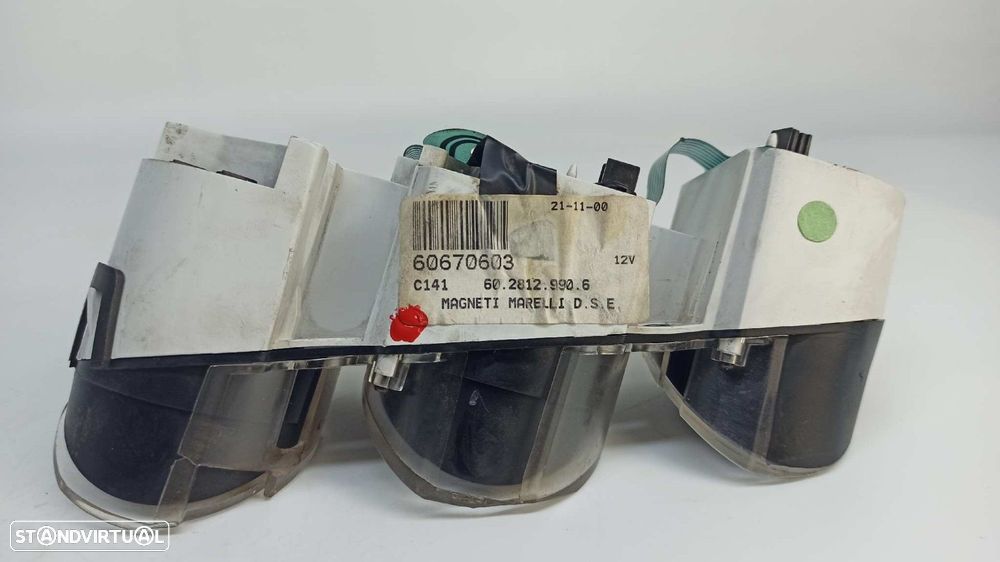 21-11-00
60670603 12V
C141 60.2812.990.6
MAGNETI MARELLI D.S.E.
STANDVIRTUAL